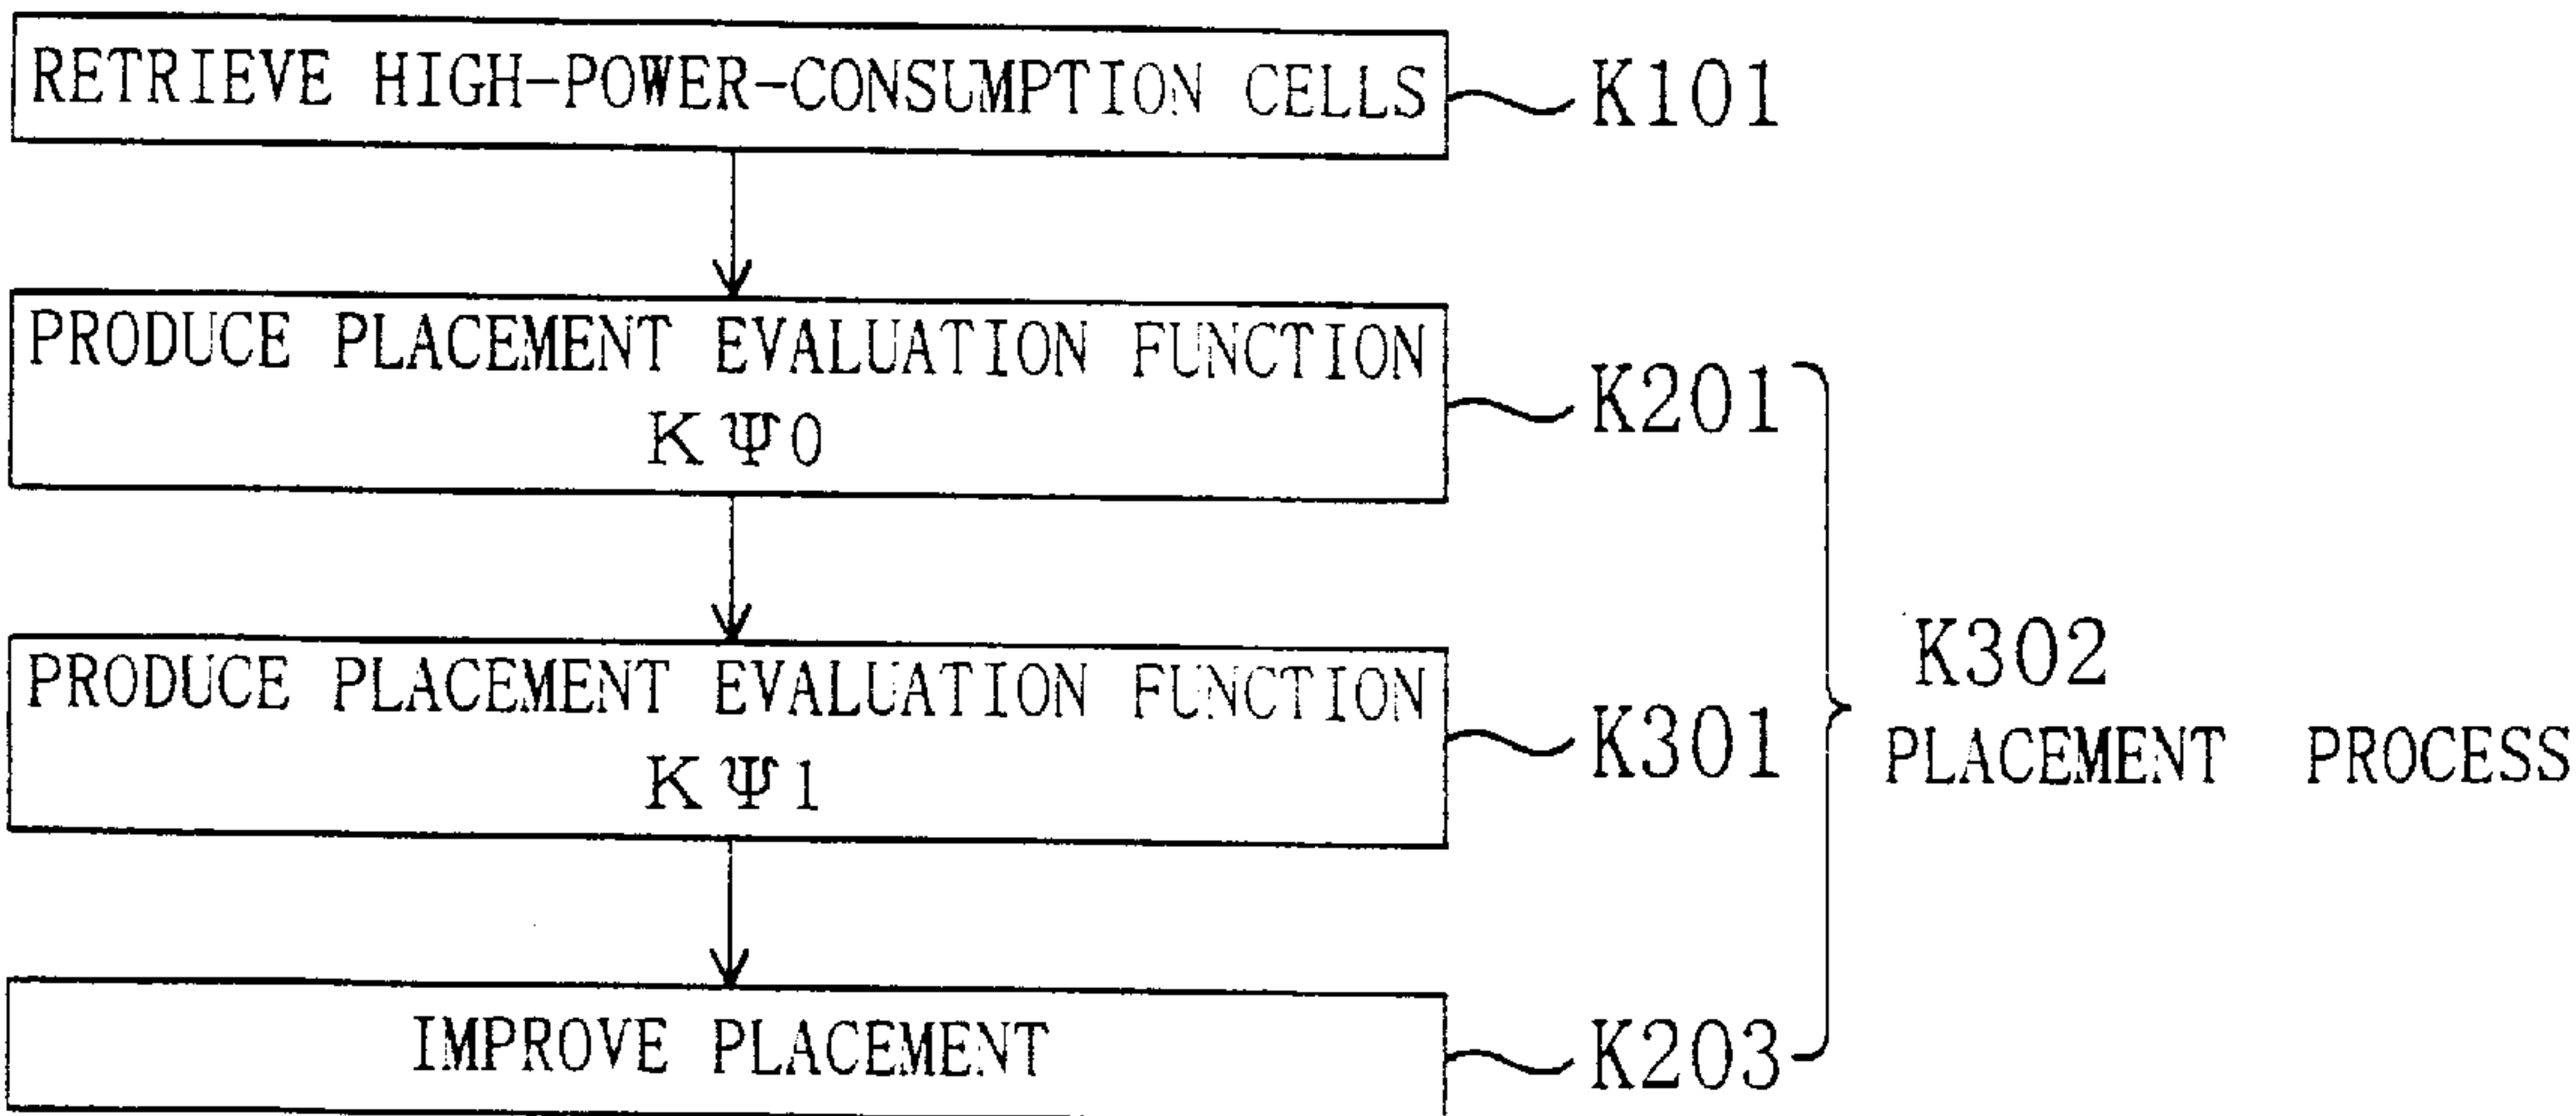 RETRIEVE HIGH-POWER-CONSUMPTION CELLS
K101
PRODUCE PLACEMENT EVALUATION FUNCTION
KΨ0
K201
PRODUCE PLACEMENT EVALUATION FUNCTION
KΨ1
K301
K302
PLACEMENT PROCESS
IMPROVE PLACEMENT
K203